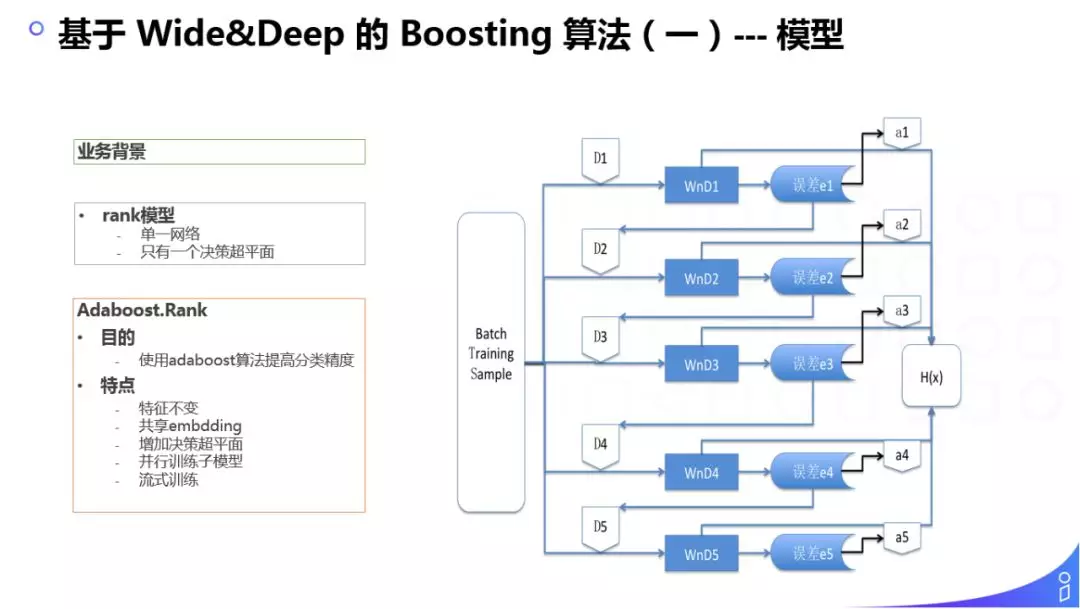 基于 Wide&Deep 的 Boosting 算法（一）--- 模型
业务背景
• rank模型
- 单一网络
- 只有一个决策超平面
Adaboost.Rank
• 目的
- 使用adaboost算法提高分类精度
• 特点
- 特征不变
- 共享embdding
- 增加决策超平面
- 并行训练子模型
- 流式训练
Batch
Training
Sample
D1
WnD1
误差e1
a1
D2
WnD2
误差e2
a2
D3
WnD3
误差e3
a3
H(x)
D4
WnD4
误差e4
a4
D5
WnD5
误差e5
a5